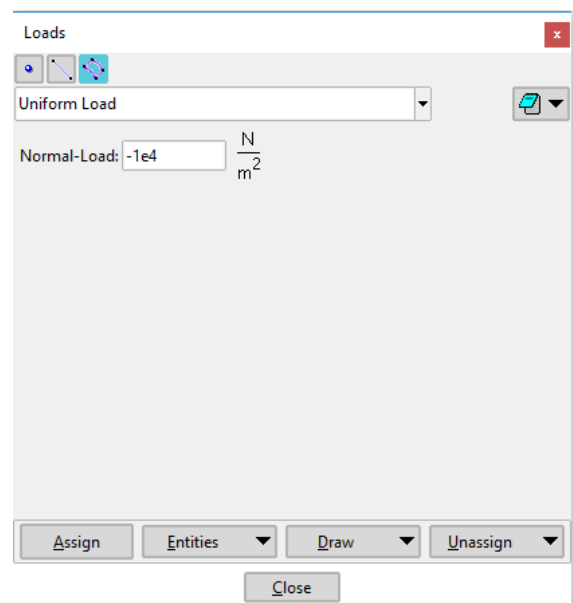 Loads
x
Uniform Load
Normal-Load: -1e4 N/m²
Assign Entities Draw Unassign
Close